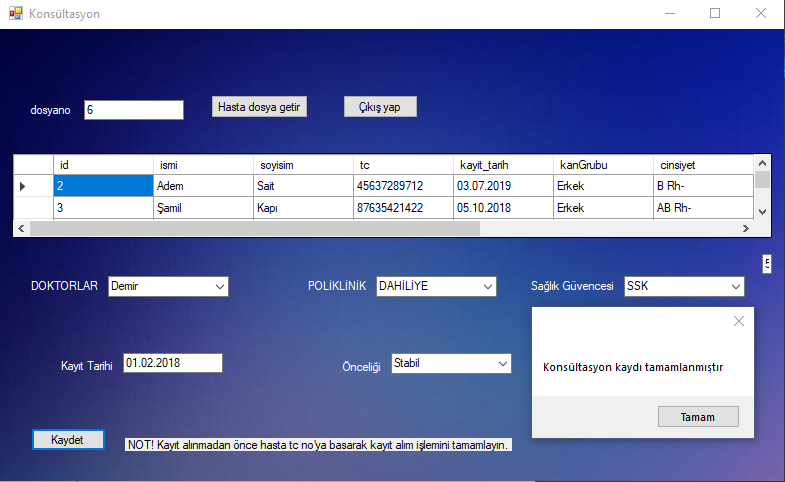 Konsültasyon
dosyano 6 Hasta dosya getir Çıkış yap
id ismi soyisim tc kayit_tarih kanGrubu cinsiyet
2 Adem Sait 45637289712 03.07.2019 Erkek B Rh-
3 Şamil Kapı 87635421422 05.10.2018 Erkek AB Rh-
DOKTORLAR Demir POLİKLİNİK DAHİLİYE Sağlık Güvencesi SSK
Kayıt Tarihi 01.02.2018 Önceliği Stabil
Konsültasyon kaydı tamamlanmıştır
Tamam
Kaydet NOT! Kayıt alınmadan önce hasta tc no'ya basarak kayıt alım işlemini tamamlayın.